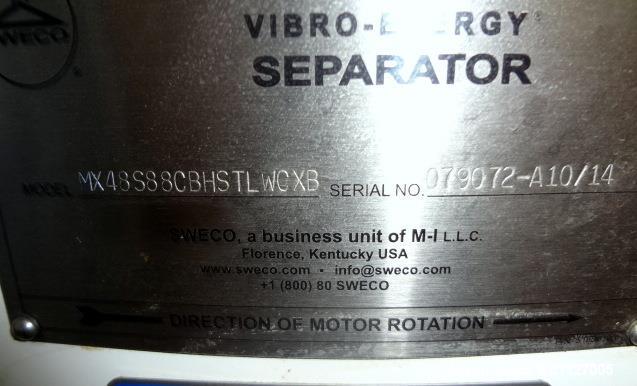 SWECO
®
VIBRO-ENERGY
SEPARATOR
MODEL MX48S88CBHSTLWCXB SERIAL NO. 079072-A10/14
SWECO, a business unit of M-I L.L.C.
Florence, Kentucky USA
www.sweco.com · info@sweco.com
+1 (800) 80 SWECO
DIRECTION OF MOTOR ROTATION